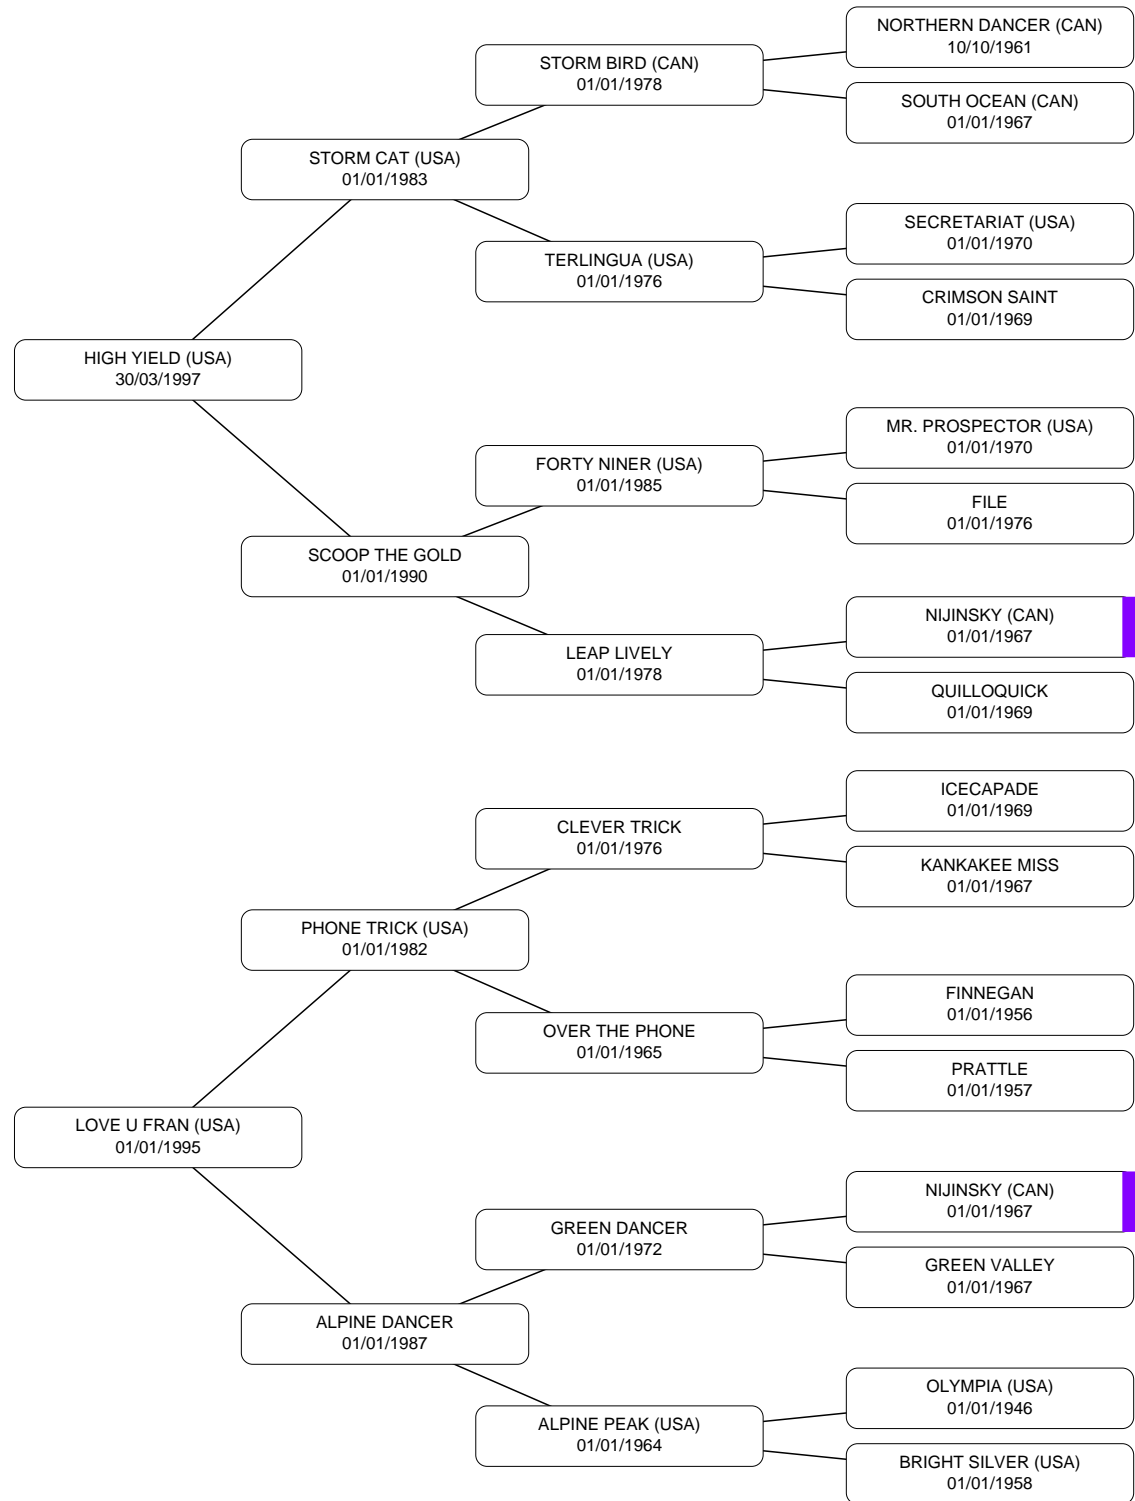 NORTHERN DANCER (CAN)
10/10/1961
STORM BIRD (CAN)
01/01/1978
SOUTH OCEAN (CAN)
01/01/1967
STORM CAT (USA)
01/01/1983
SECRETARIAT (USA)
01/01/1970
TERLINGUA (USA)
01/01/1976
CRIMSON SAINT
01/01/1969
HIGH YIELD (USA)
30/03/1997
MR. PROSPECTOR (USA)
01/01/1970
FORTY NINER (USA)
01/01/1985
FILE
01/01/1976
SCOOP THE GOLD
01/01/1990
NIJINSKY (CAN)
01/01/1967
LEAP LIVELY
01/01/1978
QUILLOQUICK
01/01/1969
ICECAPADE
01/01/1969
CLEVER TRICK
01/01/1976
KANKAKEE MISS
01/01/1967
PHONE TRICK (USA)
01/01/1982
FINNEGAN
01/01/1956
OVER THE PHONE
01/01/1965
PRATTLE
01/01/1957
LOVE U FRAN (USA)
01/01/1995
NIJINSKY (CAN)
01/01/1967
GREEN DANCER
01/01/1972
GREEN VALLEY
01/01/1967
ALPINE DANCER
01/01/1987
OLYMPIA (USA)
01/01/1946
ALPINE PEAK (USA)
01/01/1964
BRIGHT SILVER (USA)
01/01/1958